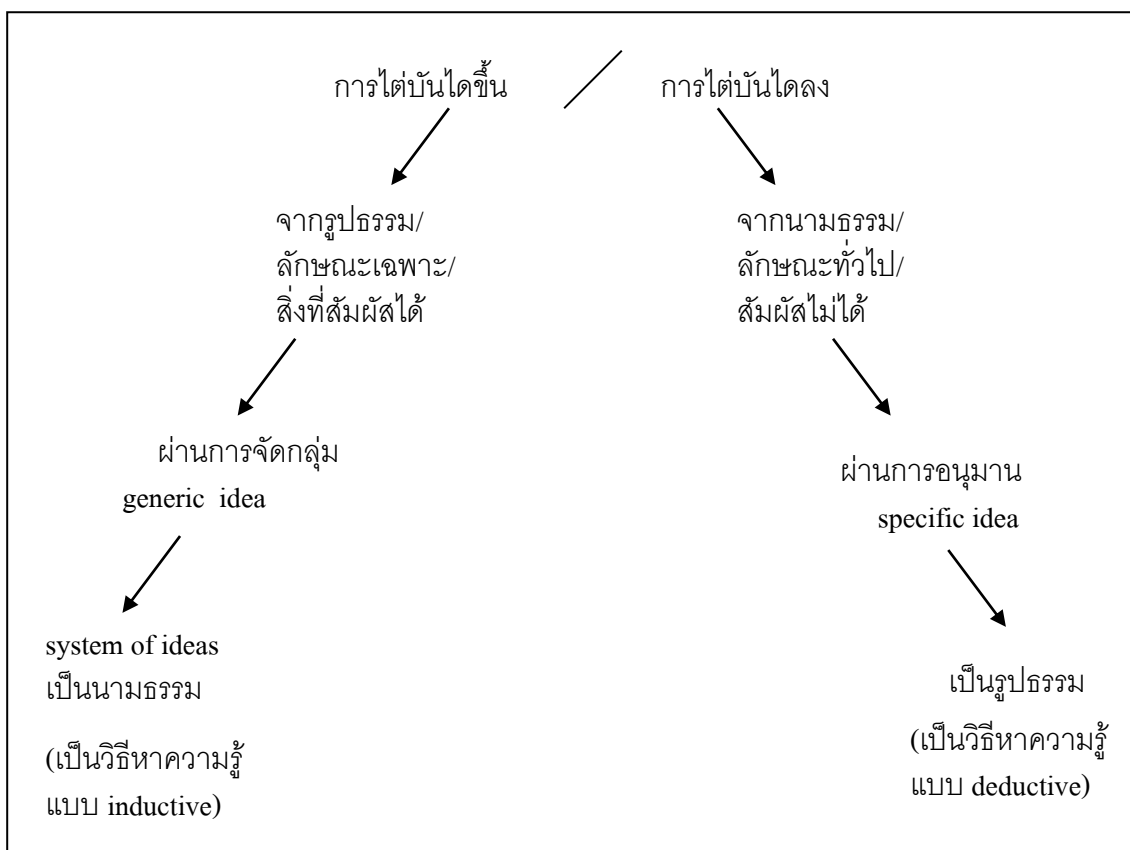 การไต่บันไดขึ้น / การไต่บันไดลง
จากรูปธรรม/
ลักษณะเฉพาะ/
สิ่งที่สัมผัสได้
จากนามธรรม/
ลักษณะทั่วไป/
สัมผัสไม่ได้
ผ่านการจัดกลุ่ม
generic idea
ผ่านการอนุมาน
specific idea
system of ideas
เป็นนามธรรม
(เป็นวิธีหาความรู้
แบบ inductive)
เป็นรูปธรรม
(เป็นวิธีหาความรู้
แบบ deductive)